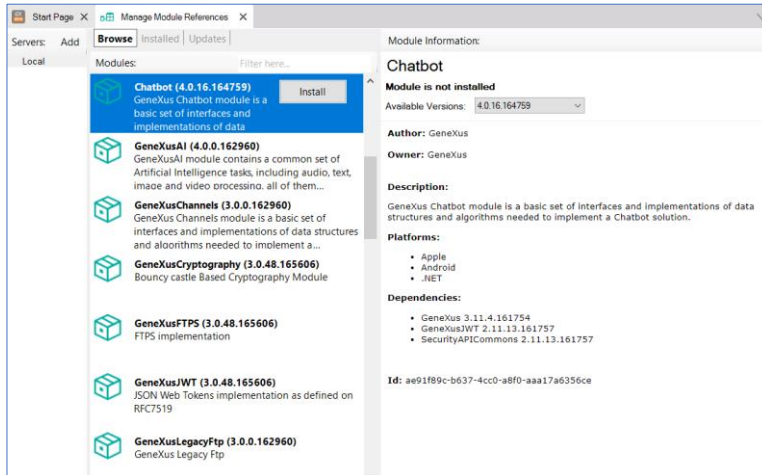 Start Page X
Manage Module References X
Servers: Add
Local
Browse Installed Updates
Modules: Filter here...
Chatbot (4.0.16.164759)
GeneXus Chatbot module is a
basic set of interfaces and
implementations of data
Install
GeneXusAI (4.0.0.162960)
GeneXusAI module contains a common set of
Artificial Intelligence tasks, including audio, text,
image and video processing, all of them...
GeneXusChannels (3.0.0.162960)
GeneXus Channels module is a basic set of
interfaces and implementations of data structures
and algorithms needed to implement a...
GeneXusCryptography (3.0.48.165606)
Bouncy castle Based Cryptography Module
GeneXusFTPS (3.0.48.165606)
FTPS implementation
GeneXusJWT (3.0.48.165606)
JSON Web Tokens implementation as defined on
RFC7519
GeneXusLegacyFtp (3.0.0.162960)
GeneXus Legacy Ftp
Module Information:
Chatbot
Module is not installed
Available Versions: 4.0.16.164759
Author: GeneXus
Owner: GeneXus
Description:
GeneXus Chatbot module is a basic set of interfaces and implementations of data
structures and algorithms needed to implement a Chatbot solution.
Platforms:
• Apple
• Android
• .NET
Dependencies:
• GeneXus 3.11.4.161754
• GeneXusJWT 2.11.13.161757
• SecurityAPICommons 2.11.13.161757
Id: ae91f89c-b637-4cc0-a8f0-aaa17a6356ce